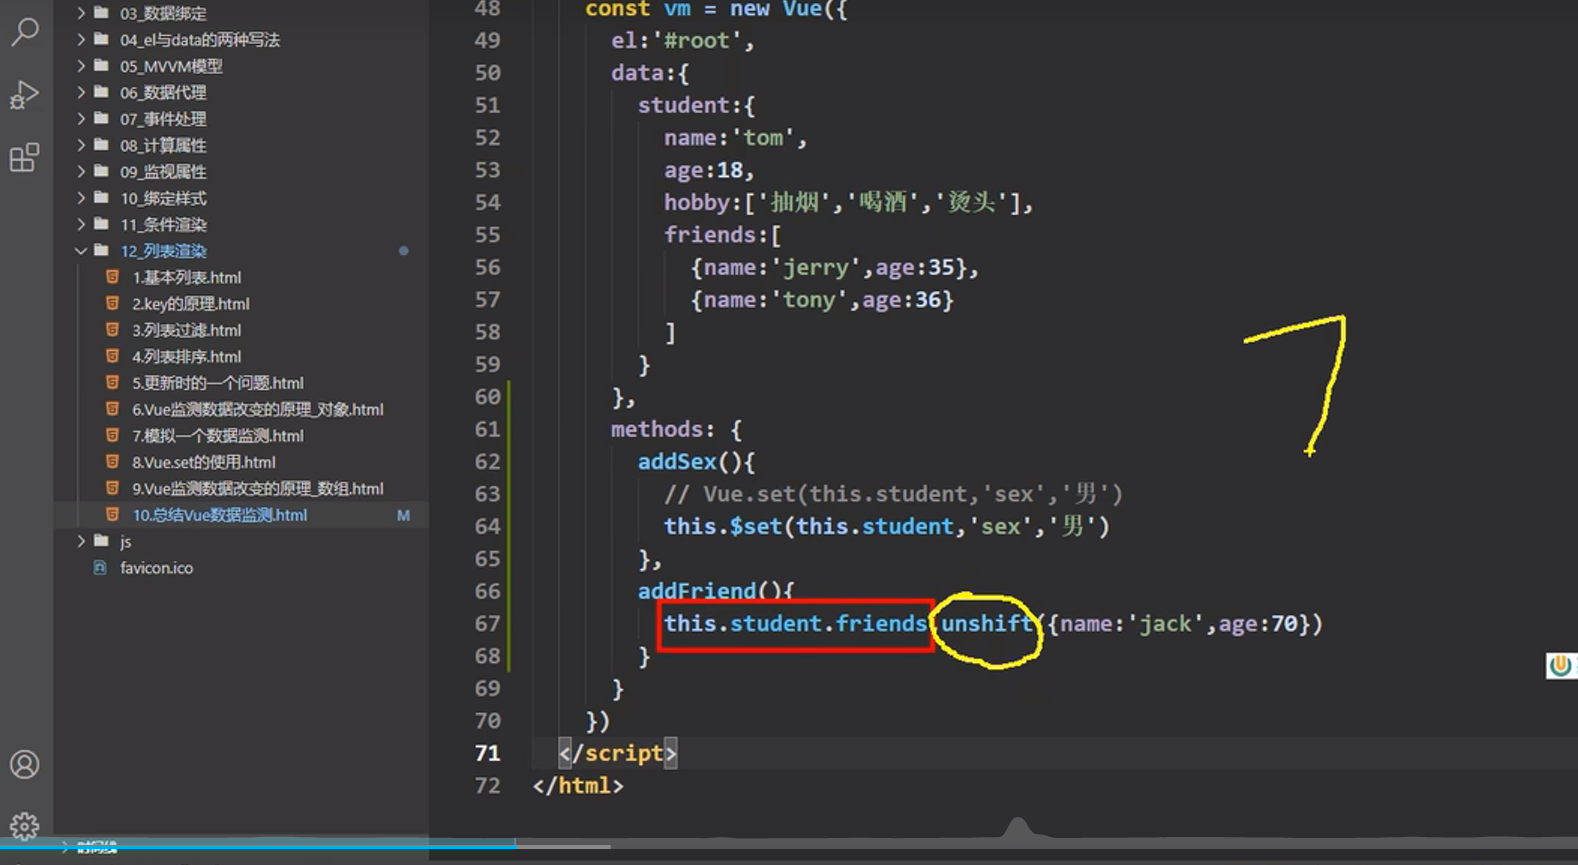 03_数据绑定
04_el与data的两种写法
05_MVVM模型
06_数据代理
07_事件处理
08_计算属性
09_监视属性
10_绑定样式
11_条件渲染
12_列表渲染
1.基本列表.html
2.key的原理.html
3.列表过滤.html
4.列表排序.html
5.更新时的一个问题.html
6.Vue监测数据改变的原理_对象.html
7.模拟一个数据监测.html
8.Vue.set的使用.html
9.Vue监测数据改变的原理_数组.html
10.总结Vue数据监测.html M
js
favicon.ico
时间线
48 const vm = new Vue({
49 el:'#root',
50 data:{
51 student:{
52 name:'tom',
53 age:18,
54 hobby:['抽烟','喝酒','烫头'],
55 friends:[
56 {name:'jerry',age:35},
57 {name:'tony',age:36}
58 ]
59 }
60 },
61 methods: {
62 addSex(){
63 // Vue.set(this.student,'sex','男')
64 this.$set(this.student,'sex','男')
65 },
66 addFriend(){
67 this.student.friends.unshift({name:'jack',age:70})
68 }
69 }
70 })
71 </script>
72 </html>